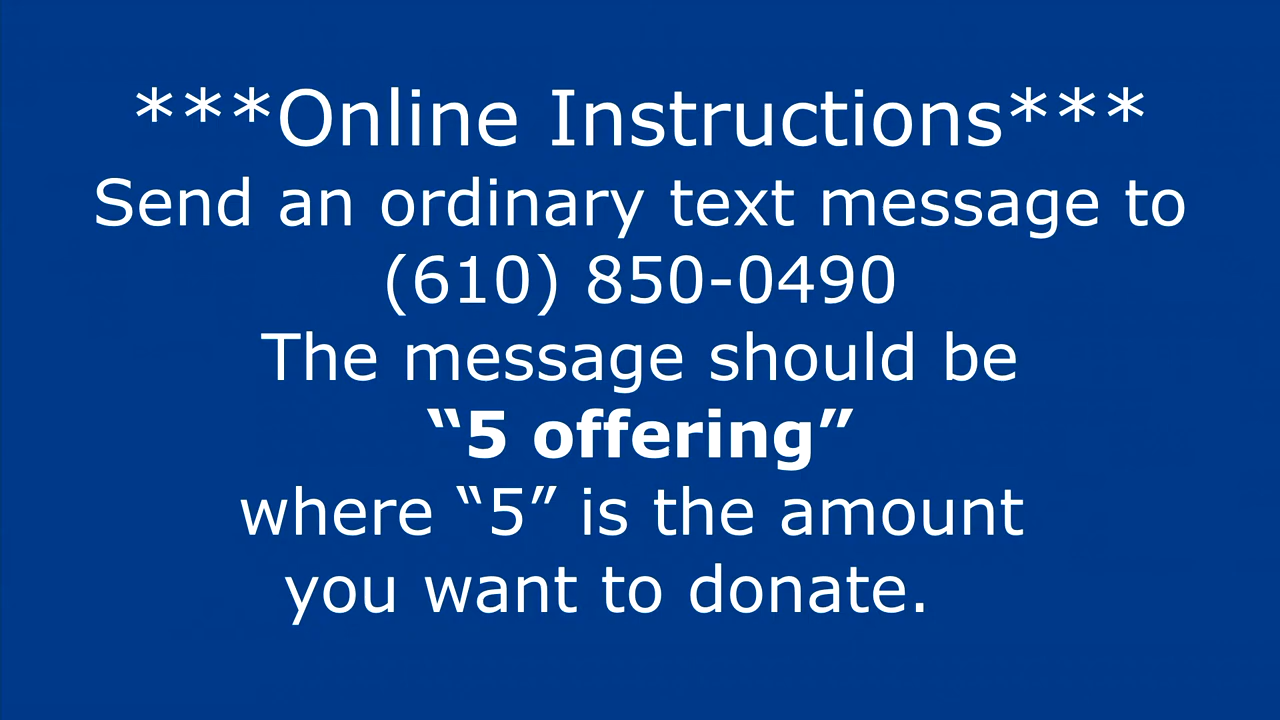 ***Online Instructions***
Send an ordinary text message to
(610) 850-0490
The message should be
“5 offering”
where “5” is the amount
you want to donate.